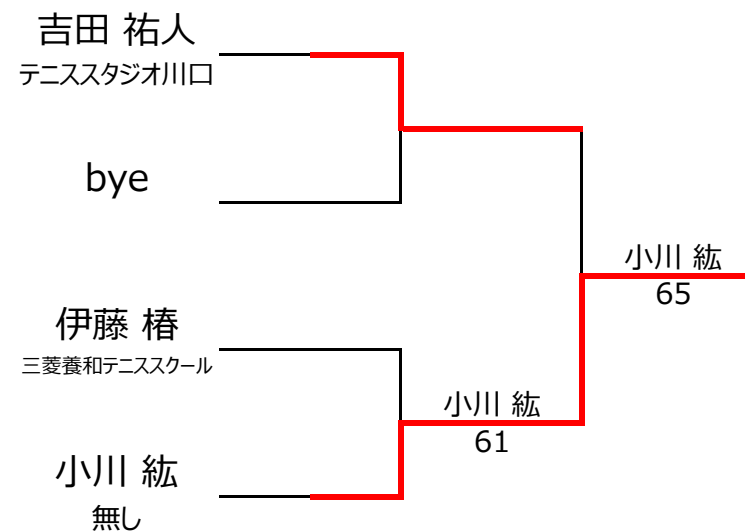 吉田 祐人
テニススタジオ川口
bye
小川 紘
65
伊藤 椿
三菱養和テニススクール
小川 紘
61
小川 紘
無し